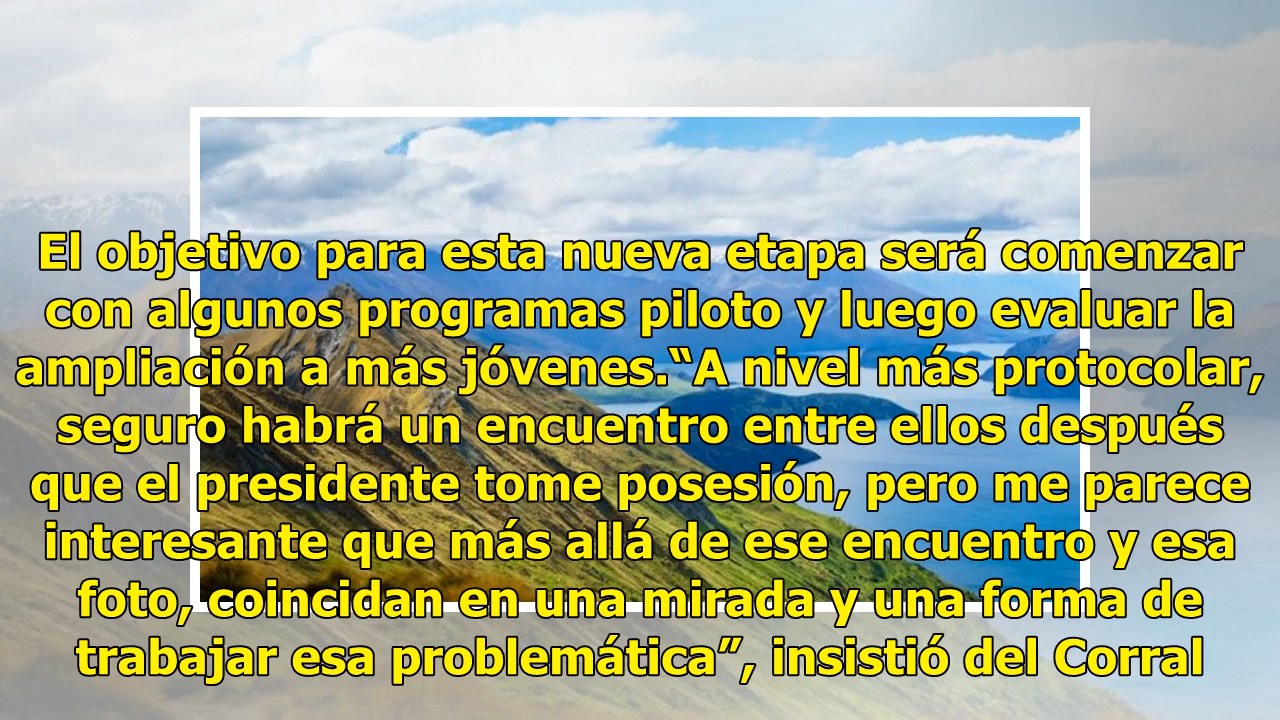 El objetivo para esta nueva etapa será comenzar
con algunos programas piloto y luego evaluar la
ampliación a más jóvenes.“A nivel más protocolar,
seguro habrá un encuentro entre ellos después
que el presidente tome posesión, pero me parece
interesante que más allá de ese encuentro y esa
foto, coincidan en una mirada y una forma de
trabajar esa problemática”, insistió del Corral